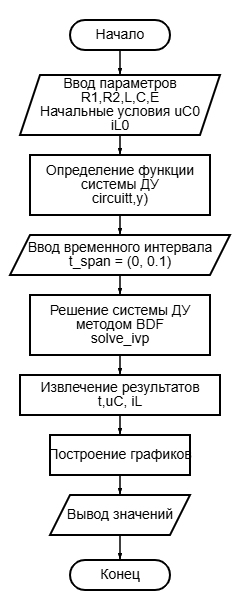 Начало
Ввод параметров
R1,R2,L,C,E
Начальные условия uC0
iL0
Определение функции
системы ДУ
circuitt,y)
Ввод временного интервала
t_span = (0, 0.1)
Решение системы ДУ
методом BDF
solve_ivp
Извлечение результатов
t,uC, iL
Построение графиков
Вывод значений
Конец